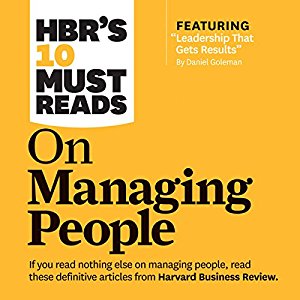 HBR'S
10
MUST
READS
FEATURING
"Leadership That
Gets Results"
By Daniel Goleman
On
Managing
People
If you read nothing else on managing people, read
these definitive articles from Harvard Business Review.